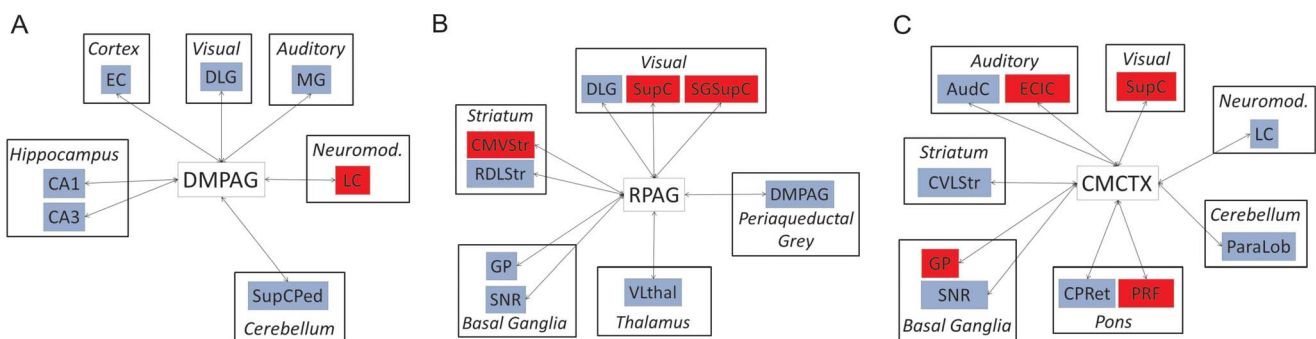 A
Cortex
EC
Visual
DLG
Auditory
MG
Hippocampus
CA1
CA3
DMPAG
Neuromod.
LC
SupCPed
Cerebellum
B
Visual
DLG SupC SGSupC
Striatum
CMVStr
RDLStr
RPAG
DMPAG
Periaqueductal
Grey
GP
SNR
Basal Ganglia
VLthal
Thalamus
C
Auditory
AudC ECIC
Visual
SupC
Neuromod.
LC
Striatum
CVLStr
CMCTX
Cerebellum
ParaLob
GP
SNR
Basal Ganglia
CPRet PRF
Pons